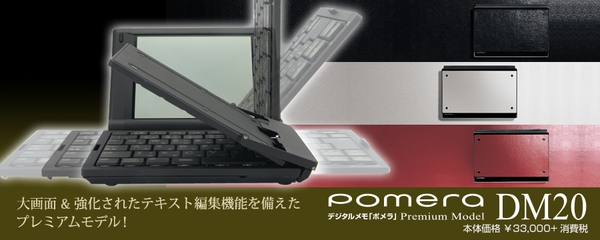 大画面 & 強化されたテキスト編集機能を備えた
プレミアムモデル!
pomera
デジタルメモ「ポメラ」 Premium Model
DM20
本体価格 ¥33,000+消費税